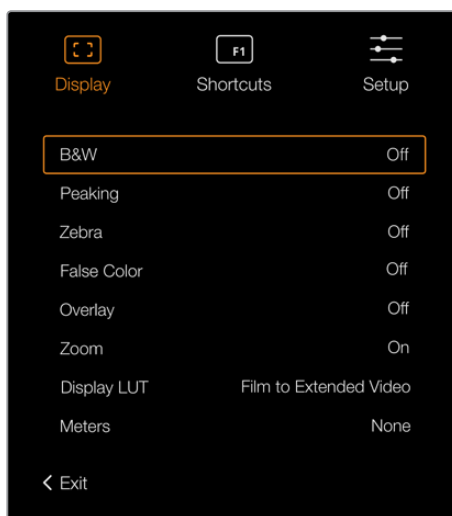 F1
Display Shortcuts Setup
B&W Off
Peaking Off
Zebra Off
False Color Off
Overlay Off
Zoom On
Display LUT Film to Extended Video
Meters None
Exit